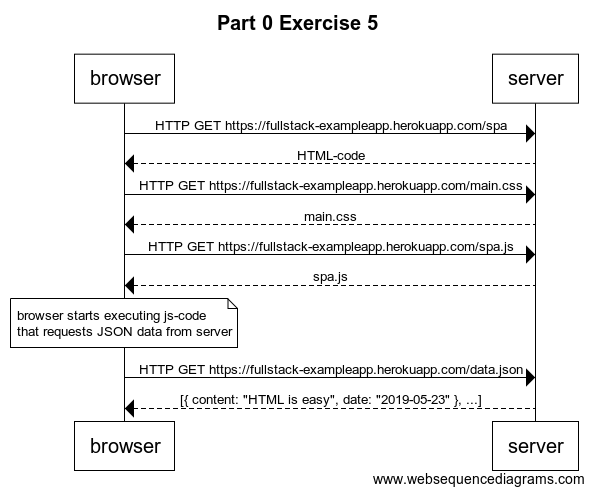 Part 0 Exercise 5
browser
server
HTTP GET https://fullstack-exampleapp.herokuapp.com/spa
HTML-code
HTTP GET https://fullstack-exampleapp.herokuapp.com/main.css
main.css
HTTP GET https://fullstack-exampleapp.herokuapp.com/spa.js
spa.js
browser starts executing js-code
that requests JSON data from server
HTTP GET https://fullstack-exampleapp.herokuapp.com/data.json
[{ content: "HTML is easy", date: "2019-05-23" }, ...]
browser
server
www.websequencediagrams.com